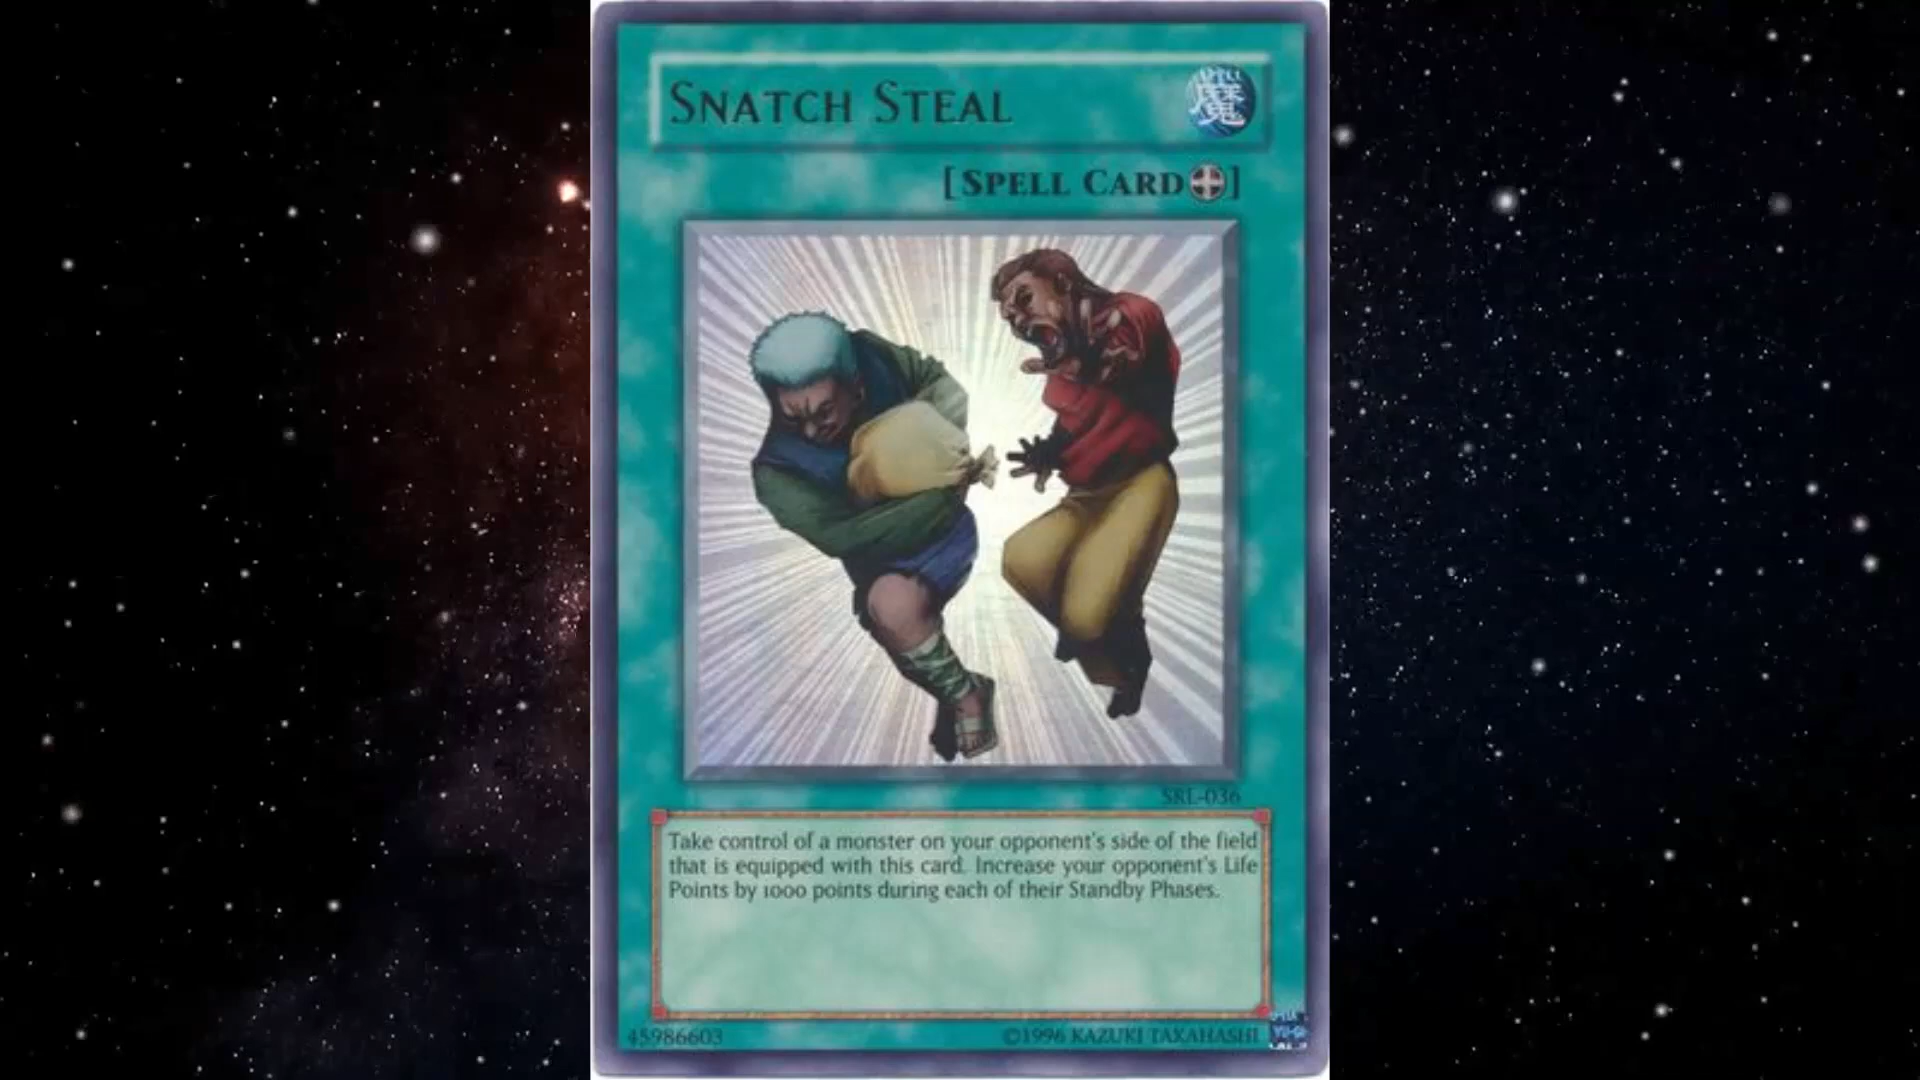 SNATCH STEAL
魔
[SPELL CARD]
SRL-036
Take control of a monster on your opponent's side of the field
that is equipped with this card. Increase your opponent's Life
Points by 1000 points during each of their Standby Phases.
45986603
©1996 KAZUKI TAKAHASHI